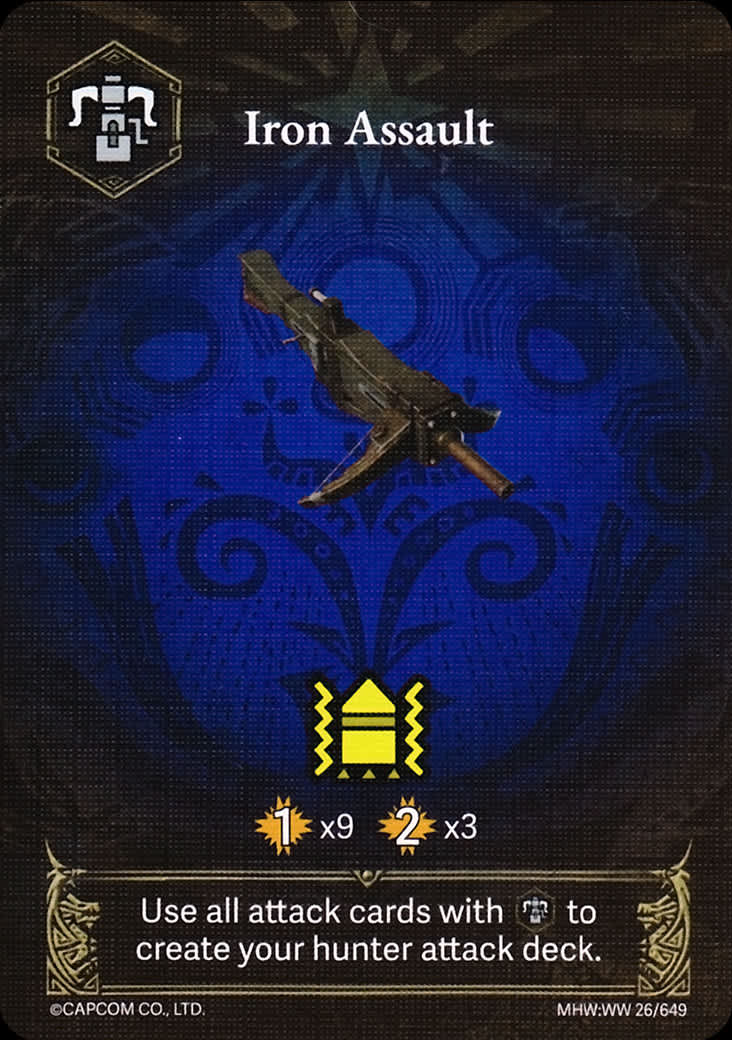 Iron Assault
1 x9 2 x3
Use all attack cards with to
create your hunter attack deck.
©CAPCOM CO., LTD.
MHW:WW 26/649